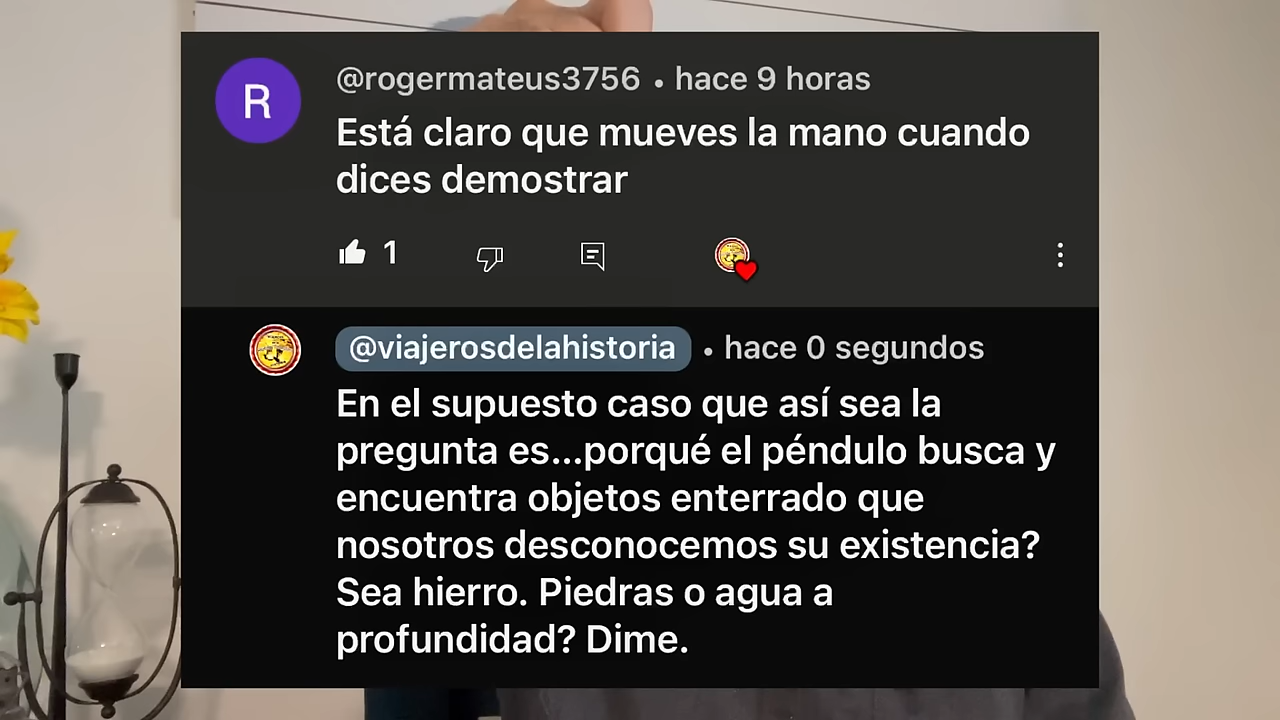 R
@rogermateus3756 • hace 9 horas
Está claro que mueves la mano cuando
dices demostrar
1
@viajerosdelahistoria • hace 0 segundos
En el supuesto caso que así sea la
pregunta es...porqué el péndulo busca y
encuentra objetos enterrado que
nosotros desconocemos su existencia?
Sea hierro. Piedras o agua a
profundidad? Dime.